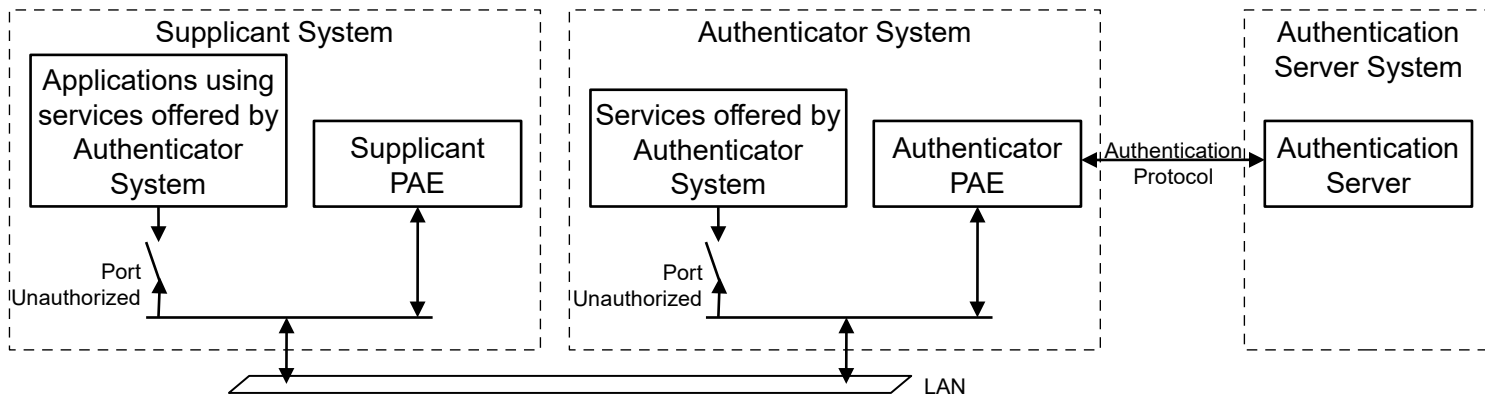 Supplicant System
Applications using
services offered by
Authenticator
System
Supplicant
PAE
Port
Unauthorized
Authenticator System
Services offered by
Authenticator
System
Authenticator
PAE
Port
Unauthorized
Authentication
Protocol
Authentication
Server System
Authentication
Server
LAN